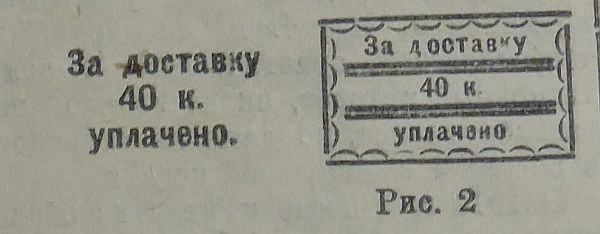 За доставку
40 к.
уплачено.
За доставку
40 к.
уплачено
Рис. 2